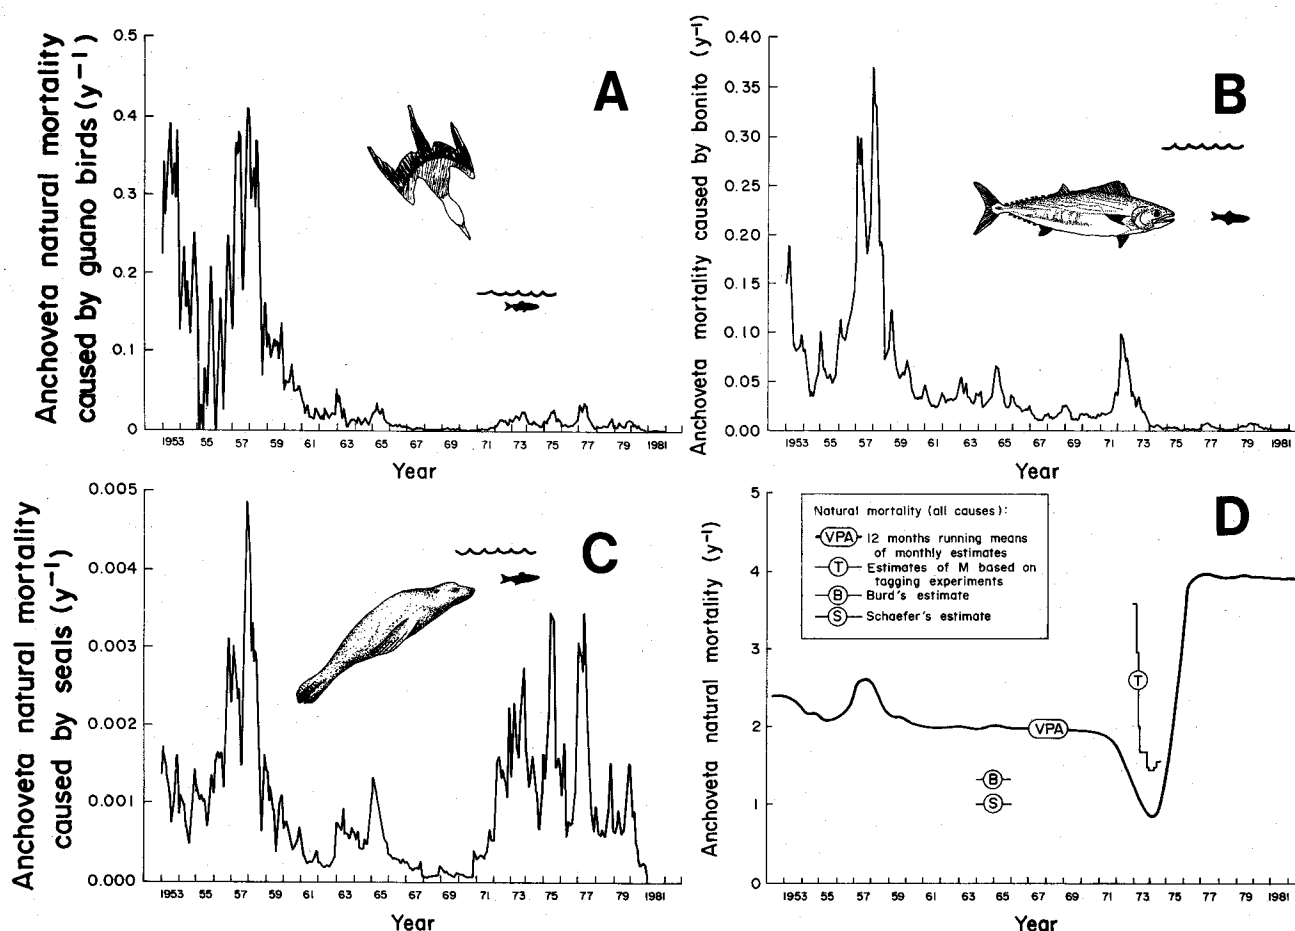 Anchoveta natural mortality
caused by guano birds (y⁻¹)
0.5
0.4
0.3
0.2
0.1
0
A
1953 55 57 59 61 63 65 67 69 71 73 75 77 79 1981
Year
Anchoveta mortality caused by bonito (y⁻¹)
0.40
0.35
0.30
0.25
0.20
0.15
0.10
0.05
0.00
B
1953 55 57 59 61 63 65 67 69 71 73 75 77 79 1981
Year
Anchoveta natural mortality
caused by seals (y⁻¹)
0.005
0.004
0.003
0.002
0.001
0.000
C
1953 55 57 59 61 63 65 67 69 71 73 75 77 79 1981
Year
Anchoveta natural mortality (y⁻¹)
5
4
3
2
1
0
D
Natural mortality (all causes):
VPA 12 months running means
of monthly estimates
T Estimates of M based on
tagging experiments
B Burd's estimate
S Schaefer's estimate
T
VPA
B
S
1953 55 57 59 61 63 65 67 69 71 73 75 77 79 1981
Year